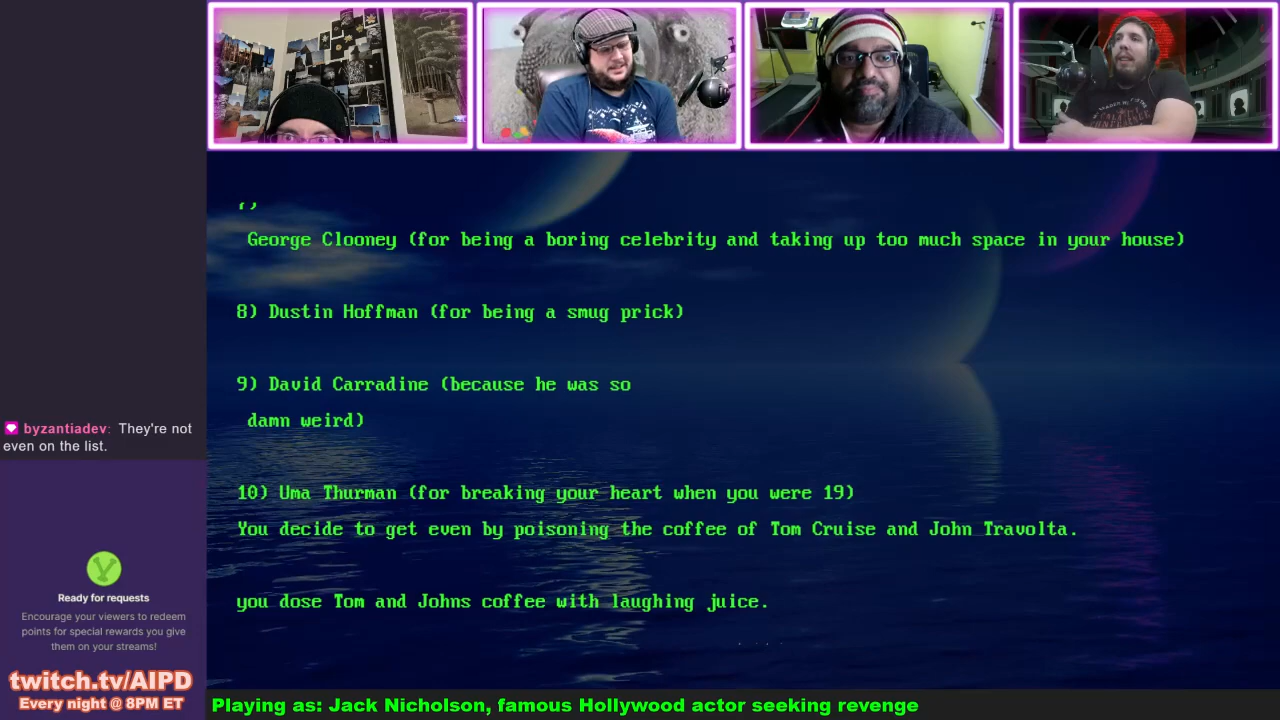 George Clooney (for being a boring celebrity and taking up too much space in your house)
8) Dustin Hoffman (for being a smug prick)
9) David Carradine (because he was so
damn weird)
10) Uma Thurman (for breaking your heart when you were 19)
You decide to get even by poisoning the coffee of Tom Cruise and John Travolta.
you dose Tom and Johns coffee with laughing juice.
byzantiadev: They're not
even on the list.
Ready for requests
Encourage your viewers to redeem
points for special rewards you give
them on your streams!
twitch.tv/AIPD
Every night @ 8PM ET
Playing as: Jack Nicholson, famous Hollywood actor seeking revenge